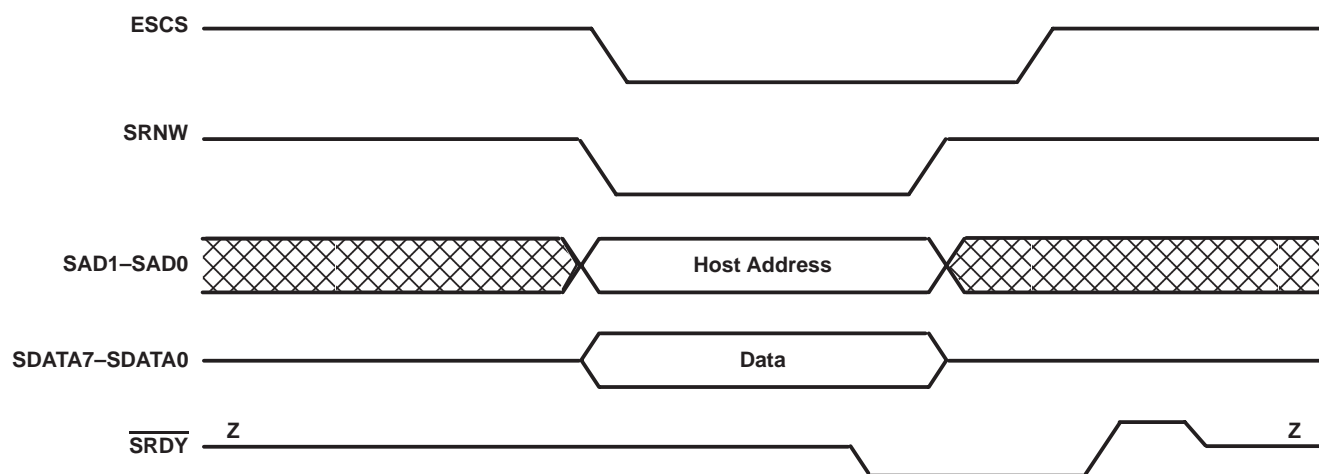 ESCS
SRNW
SAD1–SAD0
Host Address
SDATA7–SDATA0
Data
SRDY
Z
Z